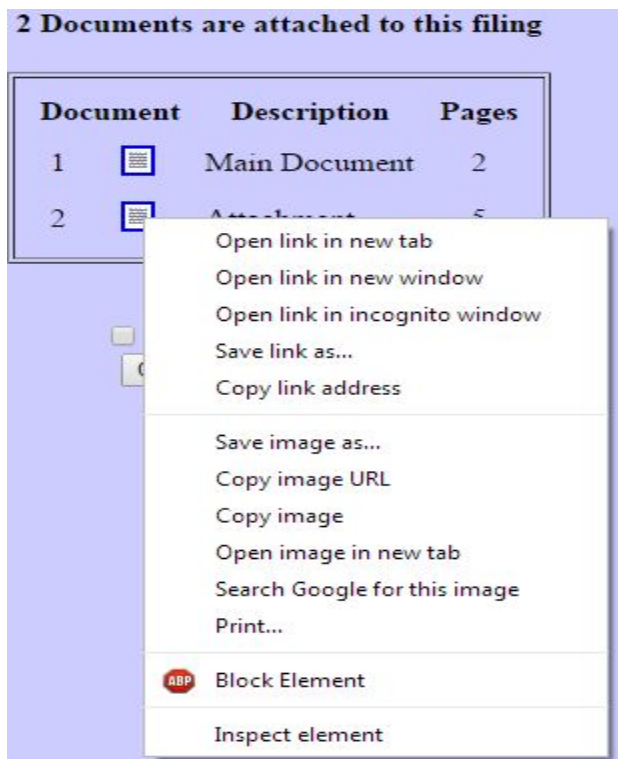 2 Documents are attached to this filing
Document Description Pages
1 Main Document 2
2 Attachment 5
Open link in new tab
Open link in new window
Open link in incognito window
Save link as...
Copy link address
Save image as...
Copy image URL
Copy image
Open image in new tab
Search Google for this image
Print...
ABP Block Element
Inspect element